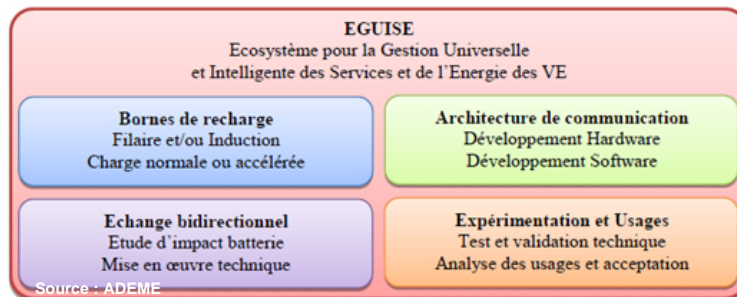 EGUISE
Ecosystème pour la Gestion Universelle
et Intelligente des Services et de l'Energie des VE
Bornes de recharge
Filaire et/ou Induction
Charge normale ou accélérée
Architecture de communication
Développement Hardware
Développement Software
Echange bidirectionnel
Etude d`impact batterie
Mise en œuvre technique
Expérimentation et Usages
Test et validation technique
Analyse des usages et acceptation
Source : ADEME